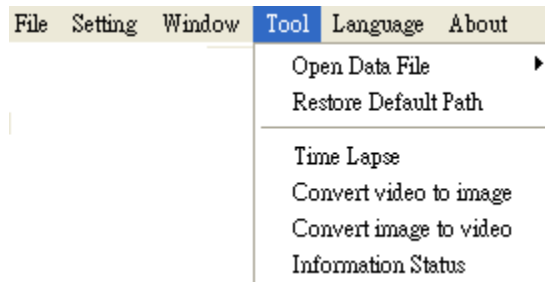 File Setting Window Tool Language About
Open Data File
Restore Default Path
Time Lapse
Convert video to image
Convert image to video
Information Status